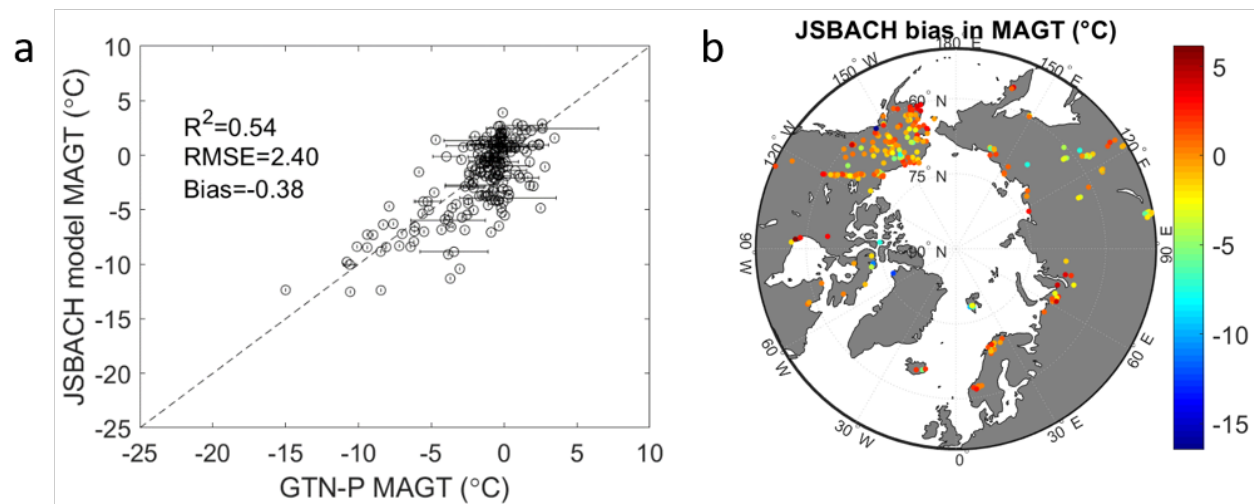 a
JSBACH model MAGT (°C)
10
5
0
-5
-10
-15
-20
-25
R²=0.54
RMSE=2.40
Bias=-0.38
-25 -20 -15 -10 -5 0 5 10
GTN-P MAGT (°C)
b
JSBACH bias in MAGT (°C)
180° E
150° W
150° E
120° W
120° E
90° W
90° E
60° W
60° E
30° W
30° E
0°
60° N
75° N
90° N
5
0
-5
-10
-15